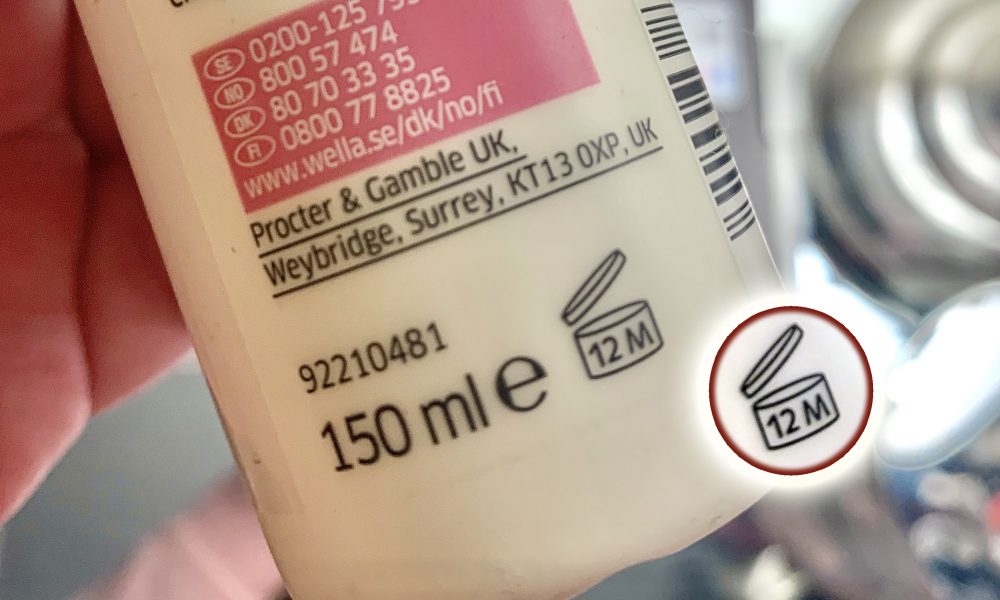 SE 0200-125
NO 800 57 474
DK 80 70 33 35
FI 0800 77 8825
www.wella.se/dk/no/fi
Procter & Gamble UK,
Weybridge, Surrey, KT13 0XP, UK
92210481
150 ml e
12 M
12 M